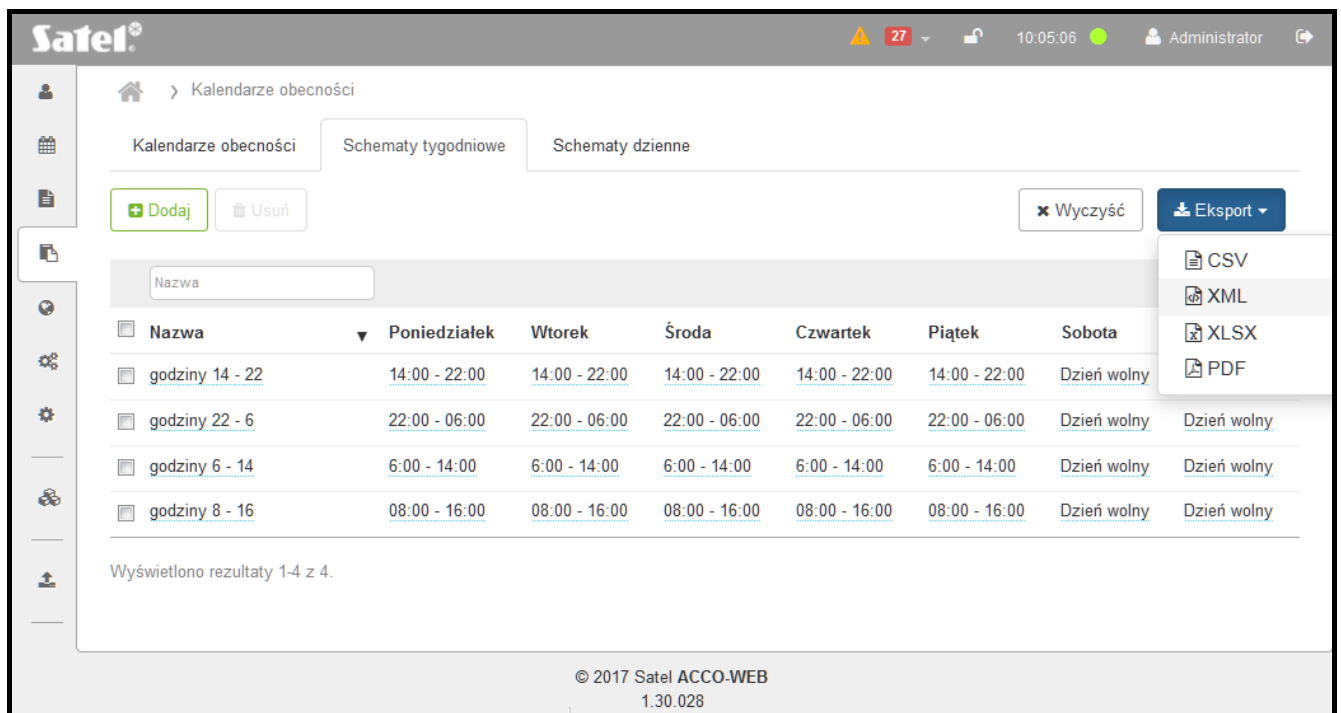 Satel® 27 10:05:06 Administrator
> Kalendarze obecności
Kalendarze obecności Schematy tygodniowe Schematy dzienne
Dodaj Usuń Wyczyść Eksport
CSV
XML
XLSX
PDF
Nazwa
Nazwa Poniedziałek Wtorek Środa Czwartek Piątek Sobota
godziny 14 - 22 14:00 - 22:00 14:00 - 22:00 14:00 - 22:00 14:00 - 22:00 14:00 - 22:00 Dzień wolny
godziny 22 - 6 22:00 - 06:00 22:00 - 06:00 22:00 - 06:00 22:00 - 06:00 22:00 - 06:00 Dzień wolny Dzień wolny
godziny 6 - 14 6:00 - 14:00 6:00 - 14:00 6:00 - 14:00 6:00 - 14:00 6:00 - 14:00 Dzień wolny Dzień wolny
godziny 8 - 16 08:00 - 16:00 08:00 - 16:00 08:00 - 16:00 08:00 - 16:00 08:00 - 16:00 Dzień wolny Dzień wolny
Wyświetlono rezultaty 1-4 z 4.
© 2017 Satel ACCO-WEB
1.30.028